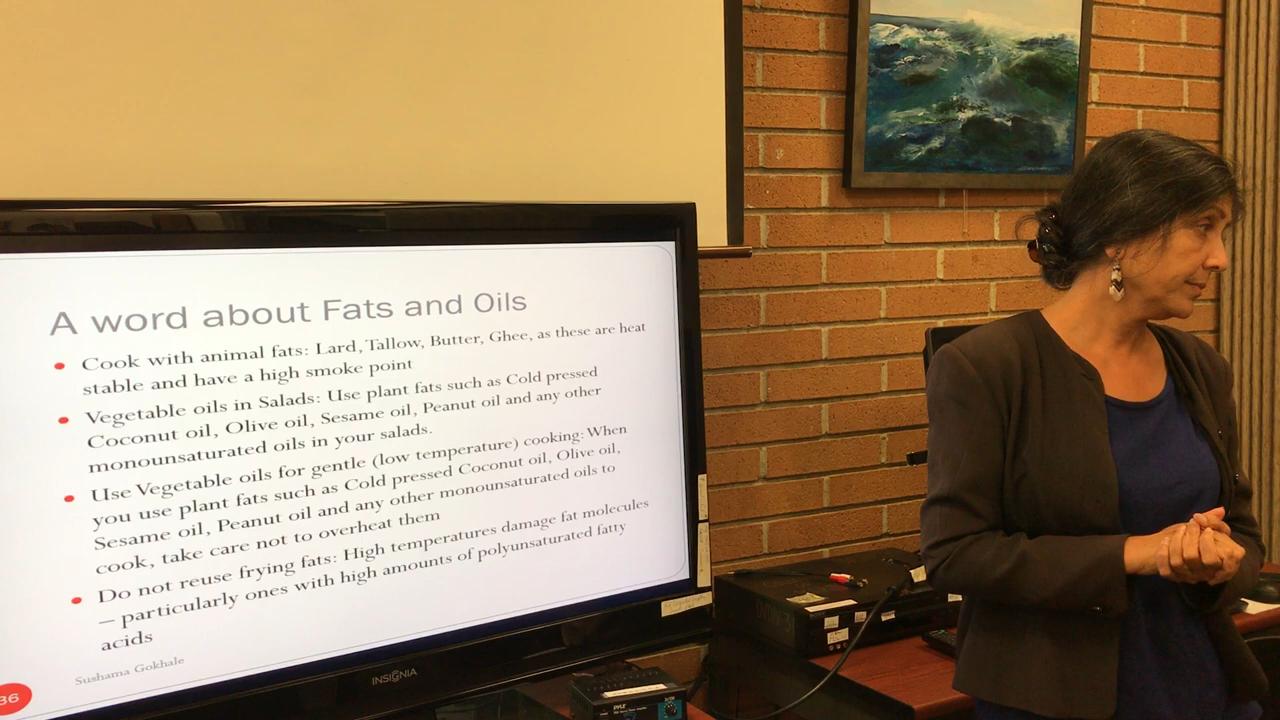 A word about Fats and Oils
Cook with animal fats: Lard, Tallow, Butter, Ghee, as these are heat
stable and have a high smoke point
Vegetable oils in Salads: Use plant fats such as Cold pressed
Coconut oil, Olive oil, Sesame oil, Peanut oil and any other
monounsaturated oils in your salads.
Use Vegetable oils for gentle (low temperature) cooking: When
you use plant fats such as Cold pressed Coconut oil, Olive oil,
Sesame oil, Peanut oil and any other monounsaturated oils to
cook, take care not to overheat them
Do not reuse frying fats: High temperatures damage fat molecules
– particularly ones with high amounts of polyunsaturated fatty
acids
Sushama Gokhale
36
INSIGNIA
PYLE